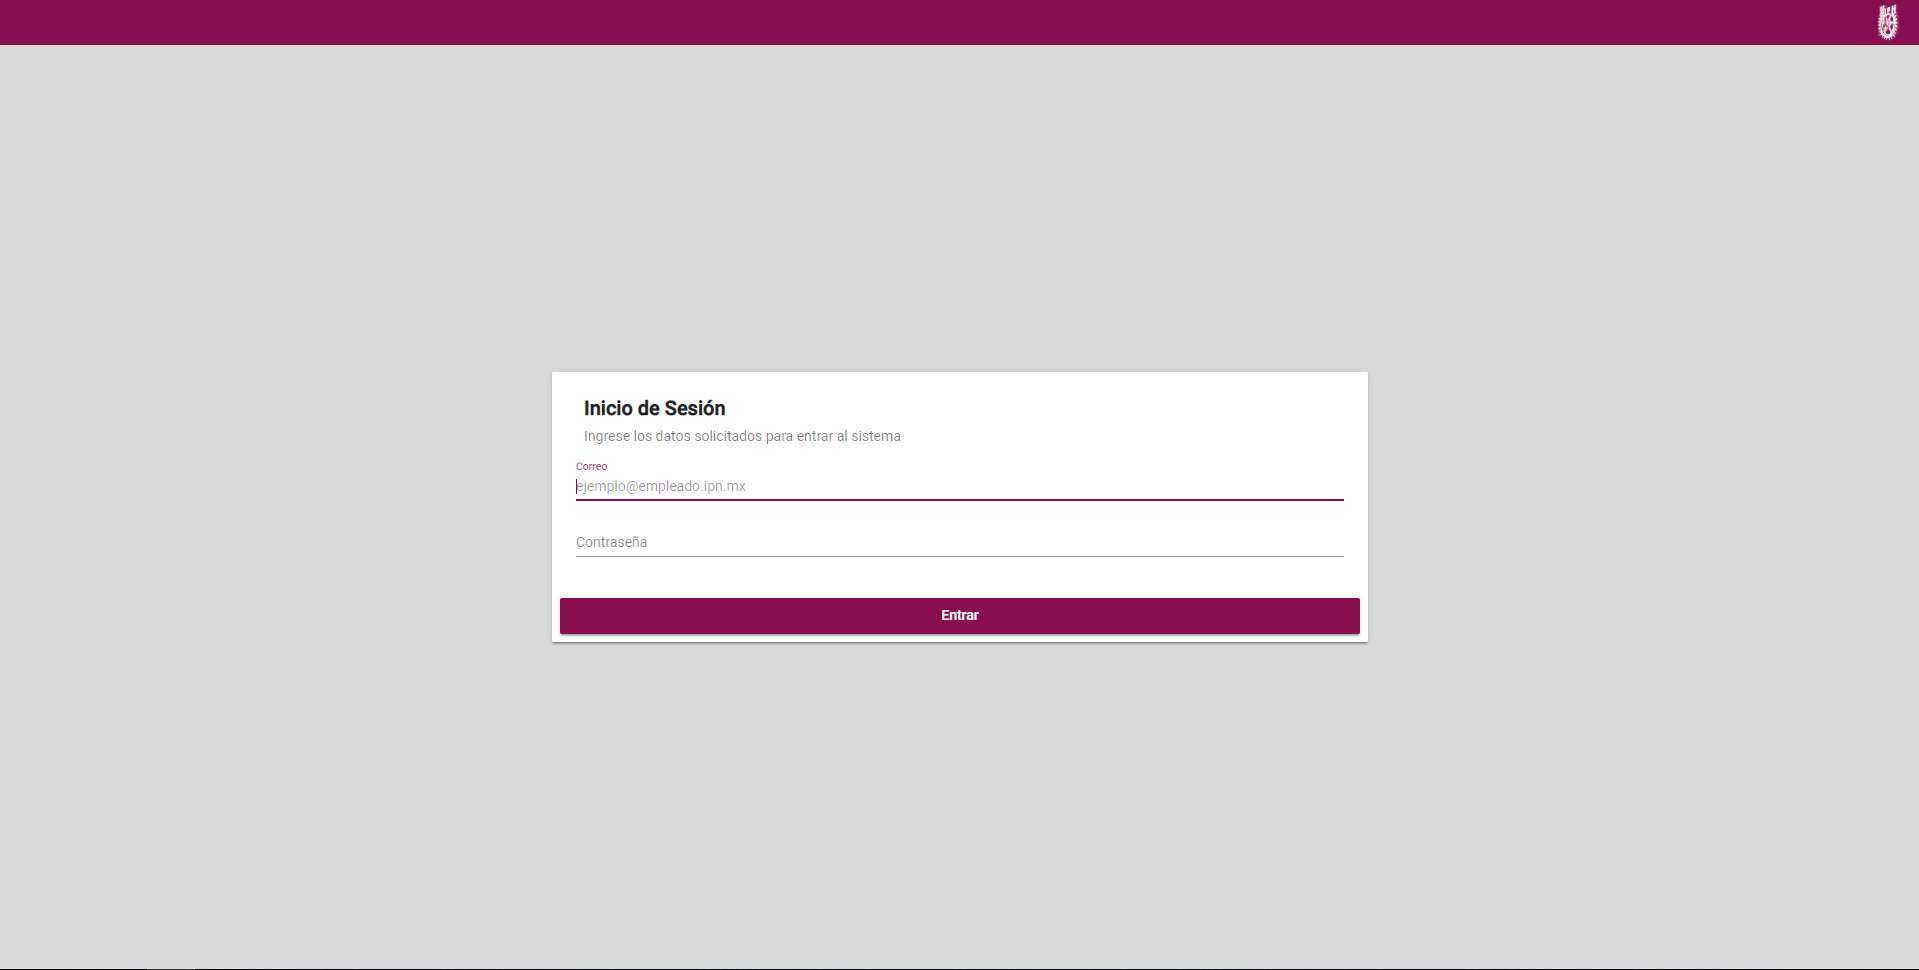 Inicio de Sesión
Ingrese los datos solicitados para entrar al sistema
Correo
ejemplo@empleado.ipn.mx
Contraseña
Entrar